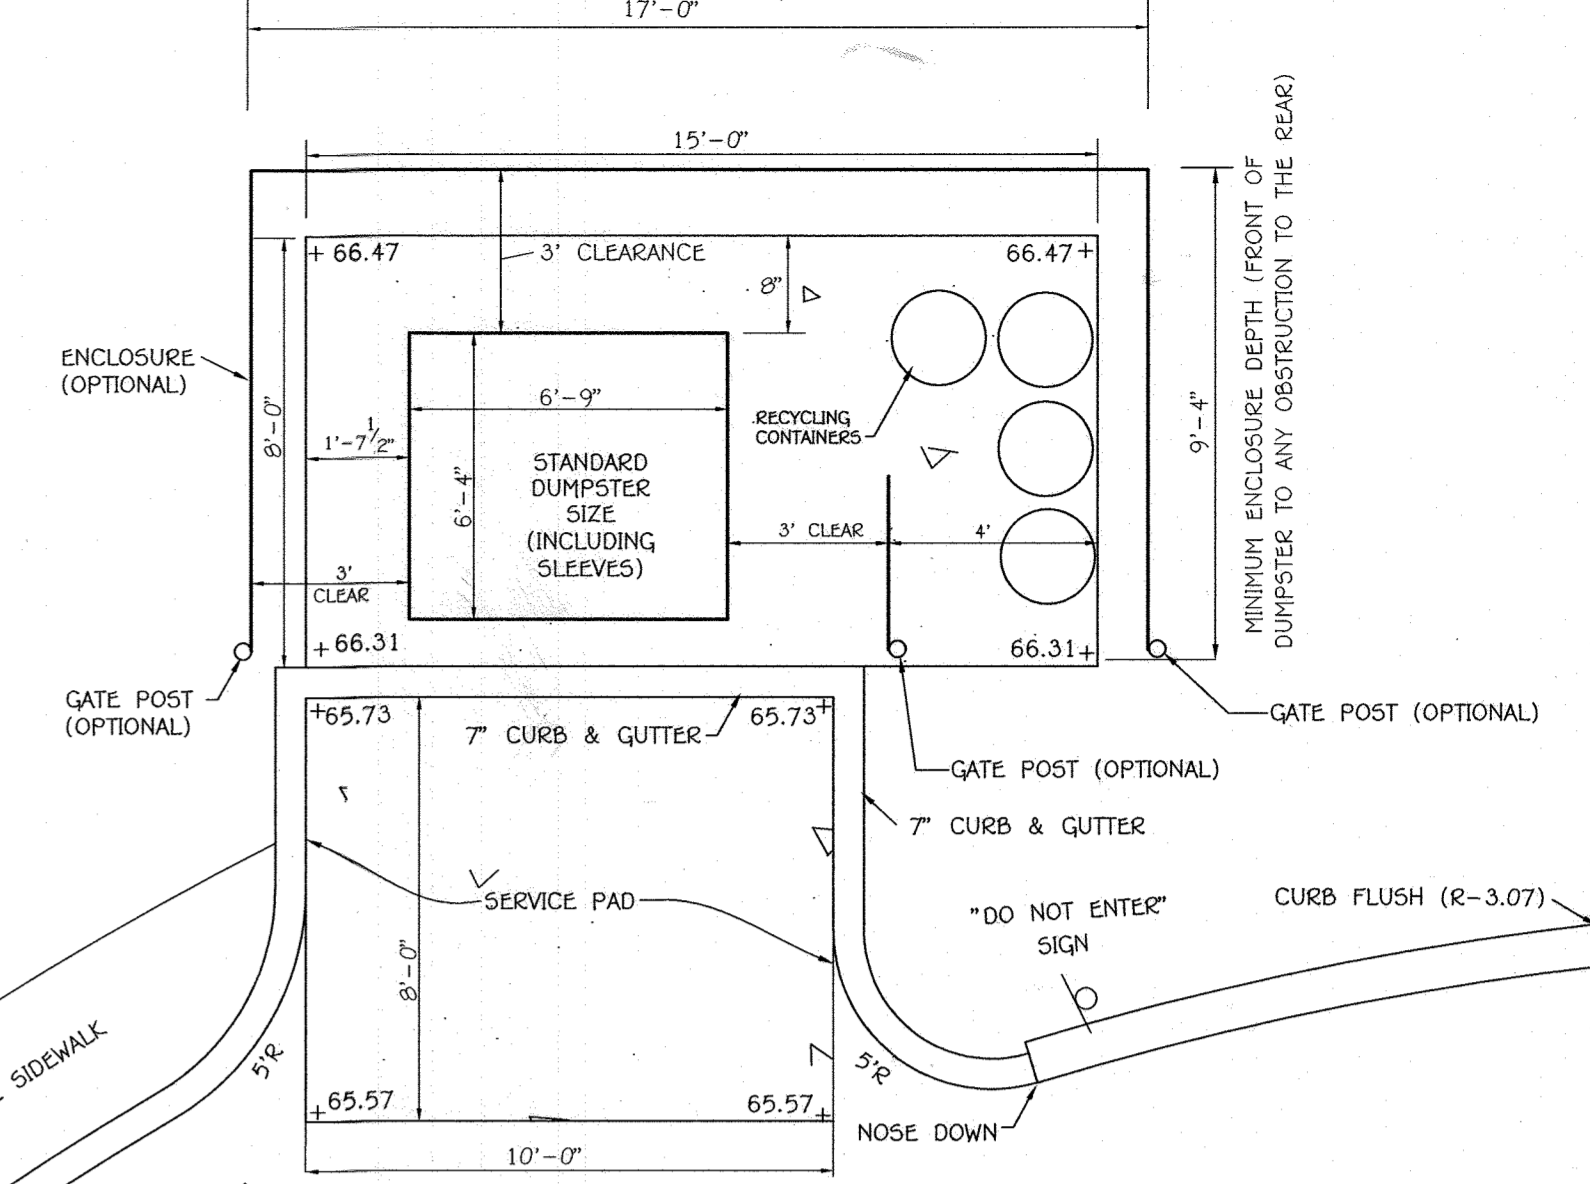 17'-0"
15'-0"
66.47
3' CLEARANCE
66.47
8"
ENCLOSURE
(OPTIONAL)
8'-0"
1'-7 1/2"
6'-9"
6'-4"
STANDARD
DUMPSTER
SIZE
(INCLUDING
SLEEVES)
RECYCLING
CONTAINERS
3' CLEAR
4'
3'
CLEAR
9'-4"
MINIMUM ENCLOSURE DEPTH (FRONT OF
DUMPSTER TO ANY OBSTRUCTION TO THE REAR)
66.31
66.31
GATE POST
(OPTIONAL)
GATE POST (OPTIONAL)
65.73
65.73
7" CURB & GUTTER
GATE POST (OPTIONAL)
7" CURB & GUTTER
SERVICE PAD
"DO NOT ENTER"
SIGN
CURB FLUSH (R-3.07)
8'-0"
SIDEWALK
5'R
5'R
65.57
65.57
NOSE DOWN
10'-0"